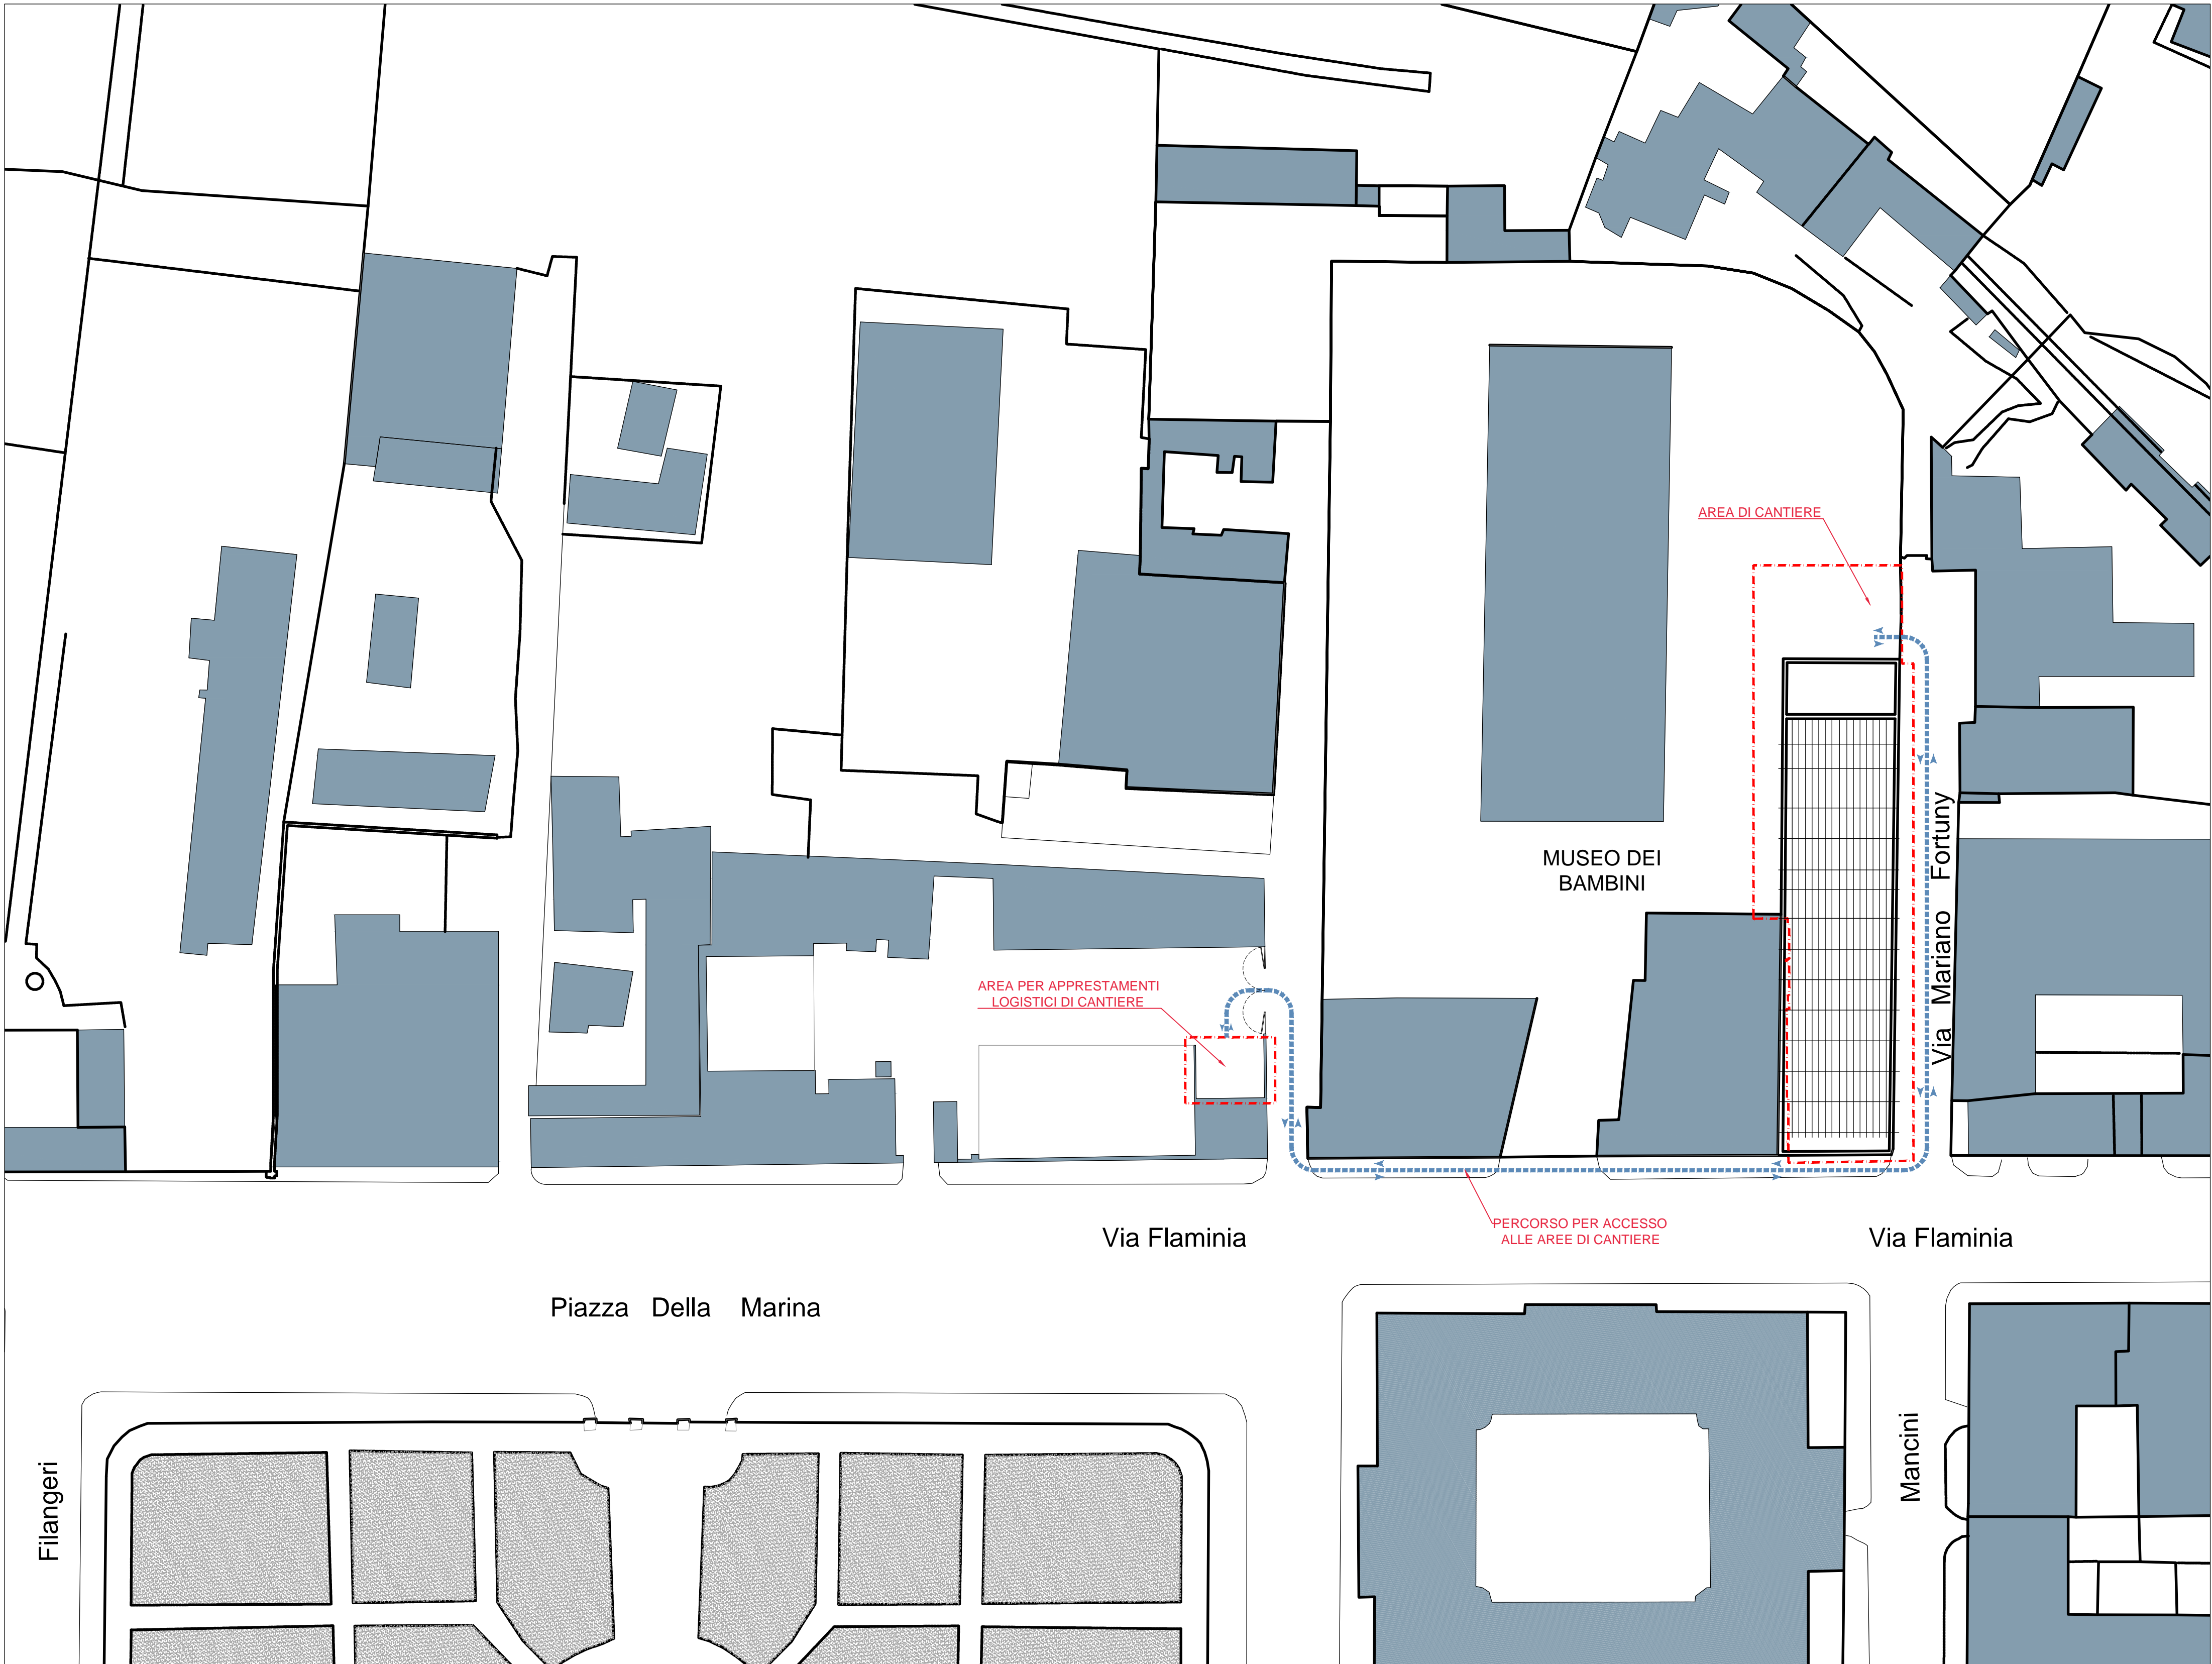 AREA DI CANTIERE
MUSEO DEI
BAMBINI
Via Mariano Fortuny
AREA PER APPRESTAMENTI
LOGISTICI DI CANTIERE
PERCORSO PER ACCESSO
ALLE AREE DI CANTIERE
Via Flaminia
Via Flaminia
Piazza Della Marina
Filangeri
Mancini